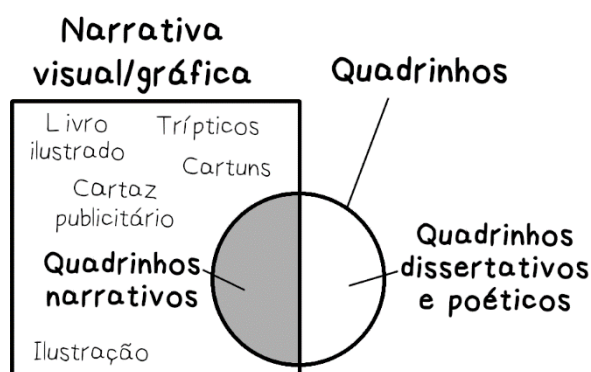 Narrativa
visual/gráfica
Quadrinhos
Livro
ilustrado
Trípticos
Cartuns
Cartaz
publicitário
Quadrinhos
narrativos
Quadrinhos
dissertativos
e poéticos
Ilustração